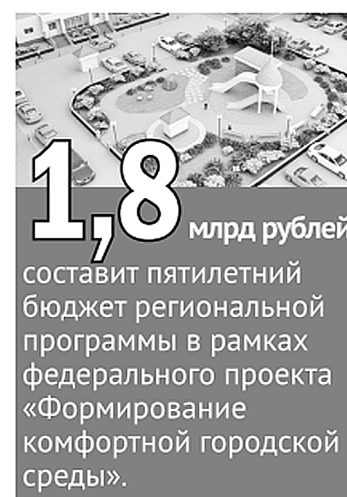 1,8 млрд рублей
составит пятилетний
бюджет региональной
программы в рамках
федерального проекта
«Формирование
комфортной городской
среды».